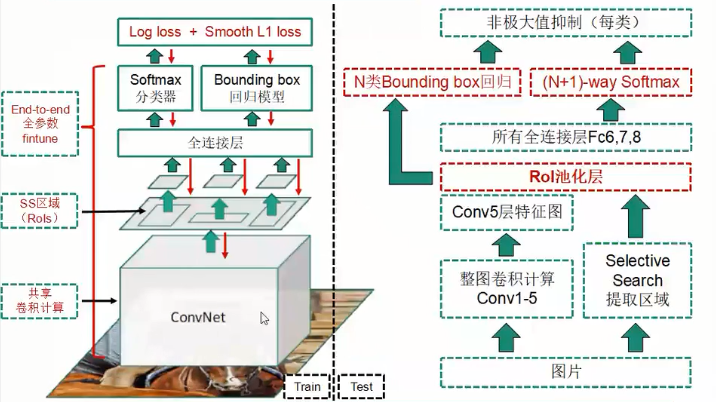 Log loss + Smooth L1 loss
Softmax
分类器
Bounding box
回归模型
End-to-end
全参数
fintune
全连接层
SS区域
（RoIs）
共享
卷积计算
ConvNet
Train
Test
非极大值抑制（每类）
N类Bounding box回归
(N+1)-way Softmax
所有全连接层Fc6,7,8
RoI池化层
Conv5层特征图
整图卷积计算
Conv1-5
Selective
Search
提取区域
图片